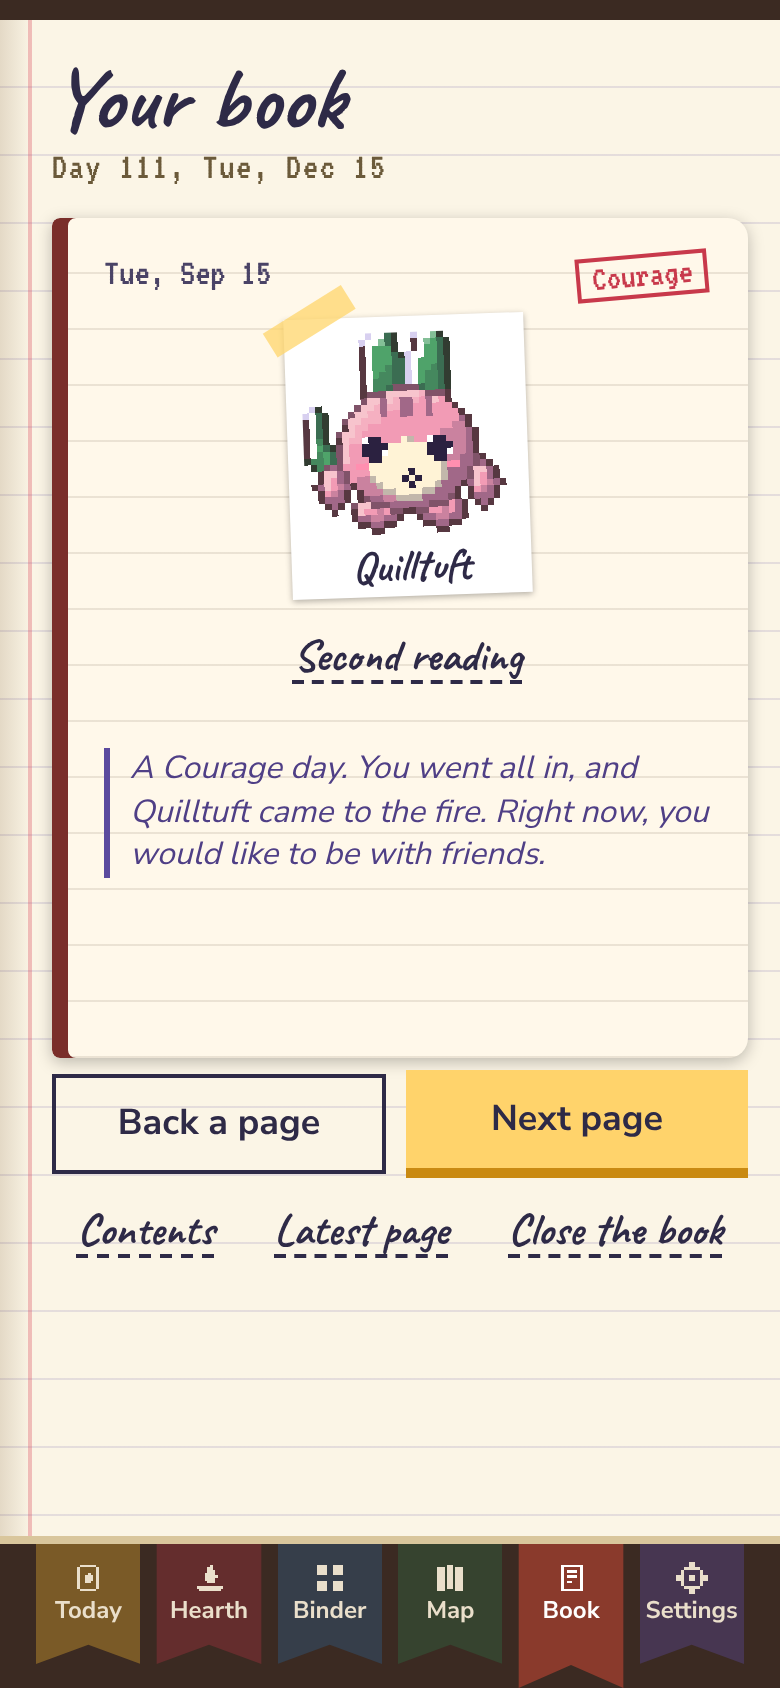 Your book
Day 111, Tue, Dec 15
Tue, Sep 15
Courage
Quilltuft
Second reading
A Courage day. You went all in, and
Quilltuft came to the fire. Right now, you
would like to be with friends.
Back a page
Next page
Contents
Latest page
Close the book
Today
Hearth
Binder
Map
Book
Settings